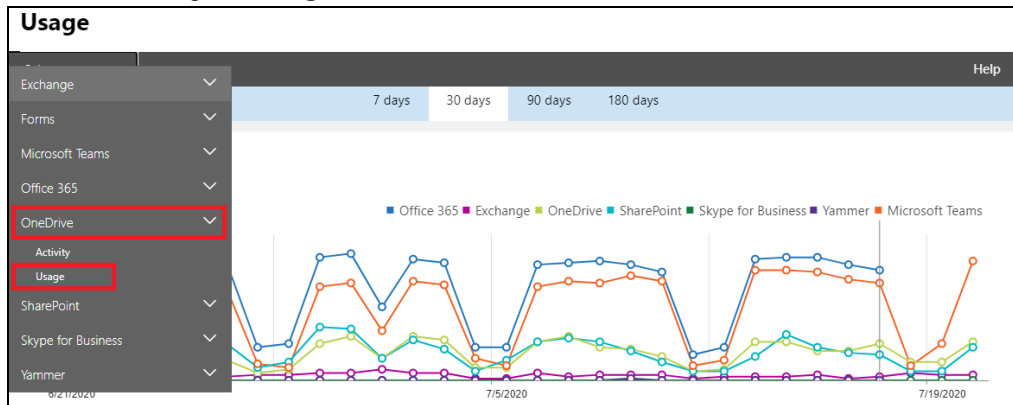 Usage
Help
Exchange
7 days 30 days 90 days 180 days
Forms
Microsoft Teams
Office 365
Office 365 Exchange OneDrive SharePoint Skype for Business Yammer Microsoft Teams
OneDrive
Activity
Usage
SharePoint
Skype for Business
Yammer
6/21/2020 7/5/2020 7/19/2020